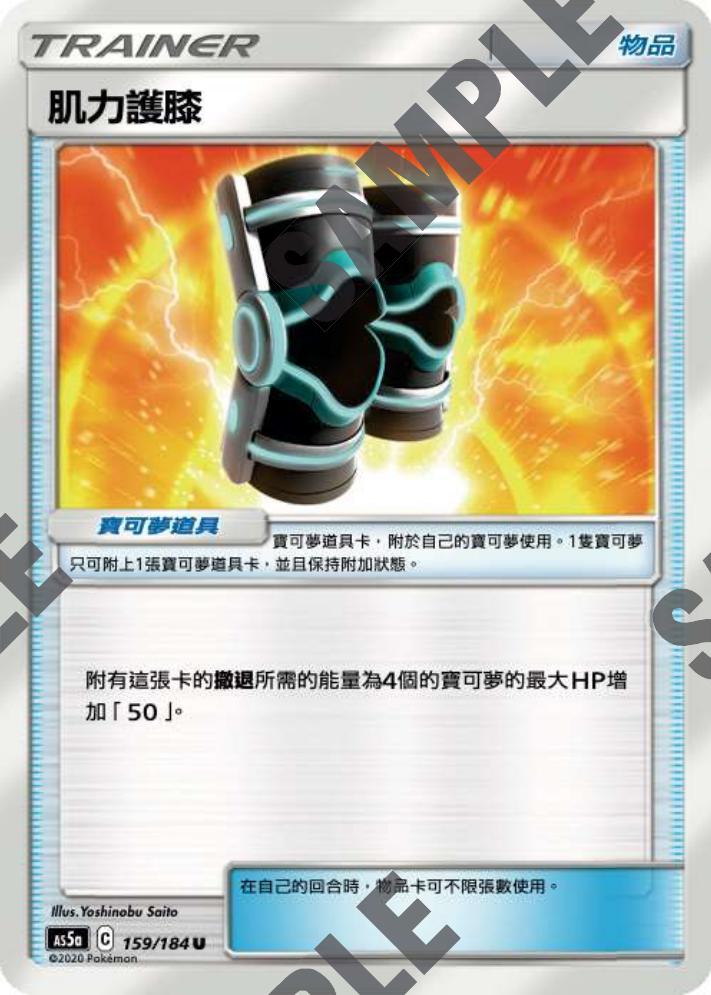 TRAINER
物品
肌力護膝
寶可夢道具
寶可夢道具卡，附於自己的寶可夢使用。1隻寶可夢
只可附上1張寶可夢道具卡，並且保持附加狀態。
附有這張卡的撤退所需的能量為4個的寶可夢的最大HP增
加「50」。
在自己的回合時，物品卡可不限張數使用。
Illus. Yoshinobu Saito
AS5a C 159/184 U
©2020 Pokémon
SAMPLE
SA
PLE
LE